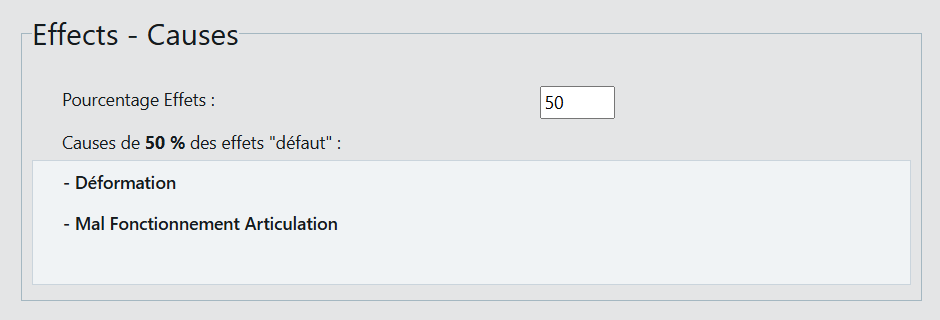 Effects - Causes
Pourcentage Effets : 50
Causes de 50 % des effets "défaut" :
- Déformation
- Mal Fonctionnement Articulation